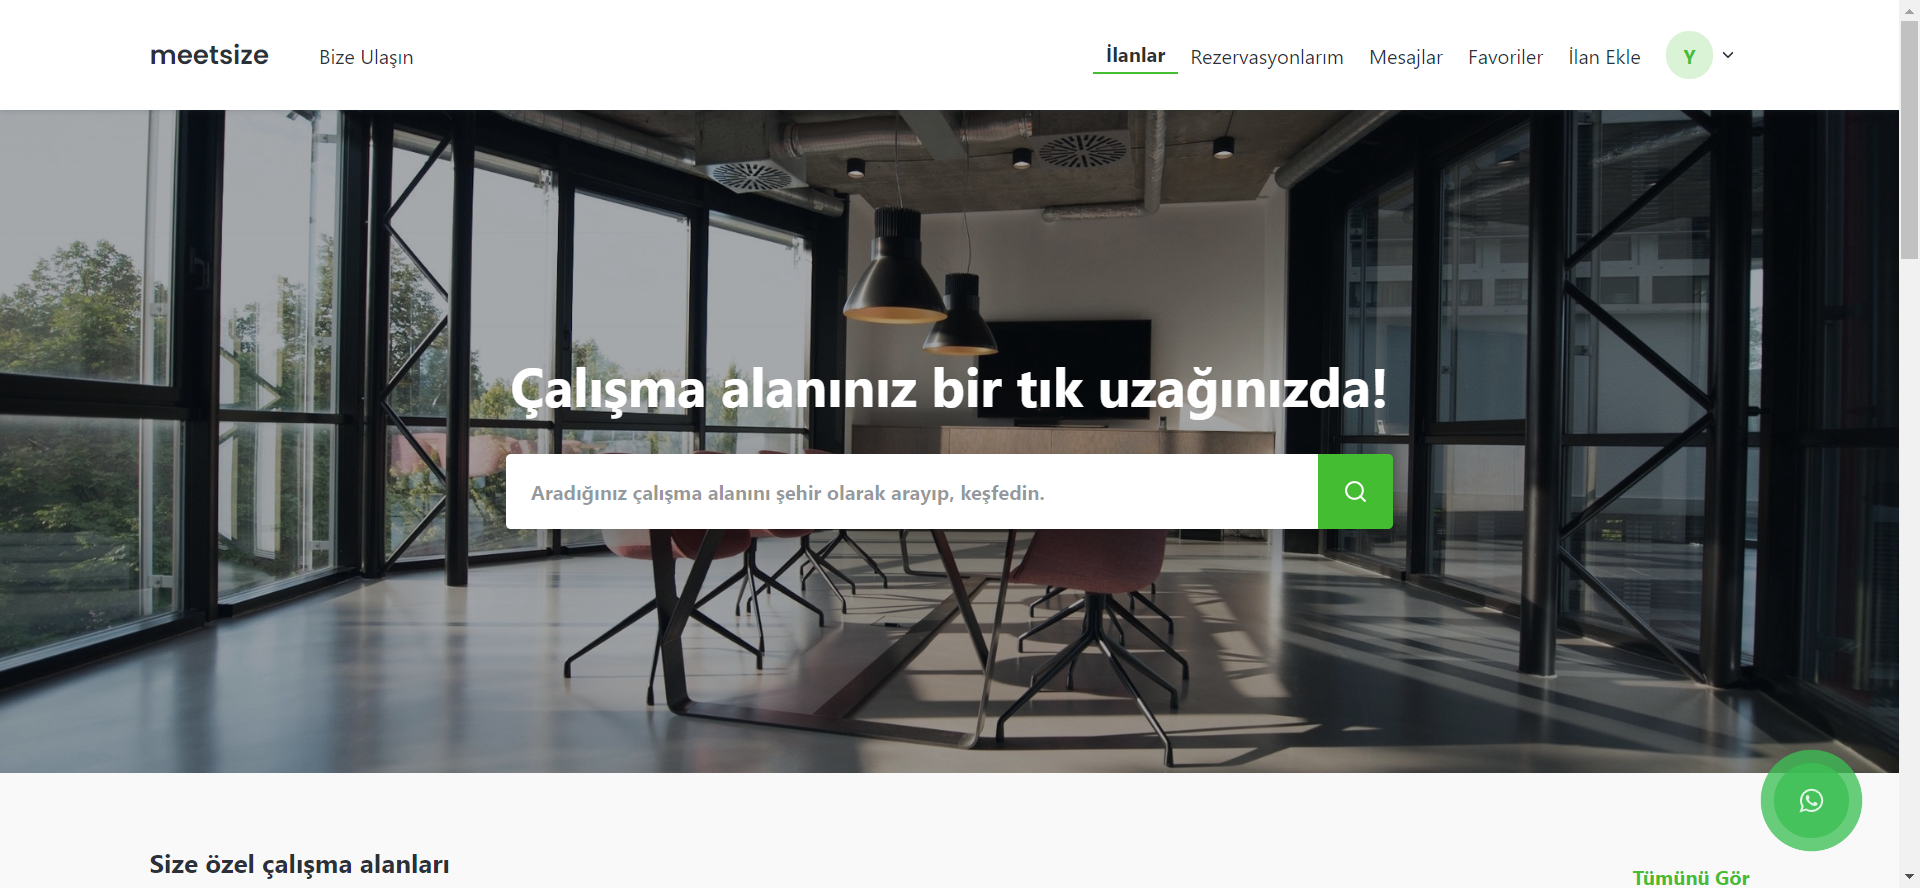 meetsize
Bize Ulaşın
İlanlar
Rezervasyonlarım
Mesajlar
Favoriler
İlan Ekle
Y
Çalışma alanınız bir tık uzağınızda!
Aradığınız çalışma alanını şehir olarak arayıp, keşfedin.
Size özel çalışma alanları
Tümünü Gör